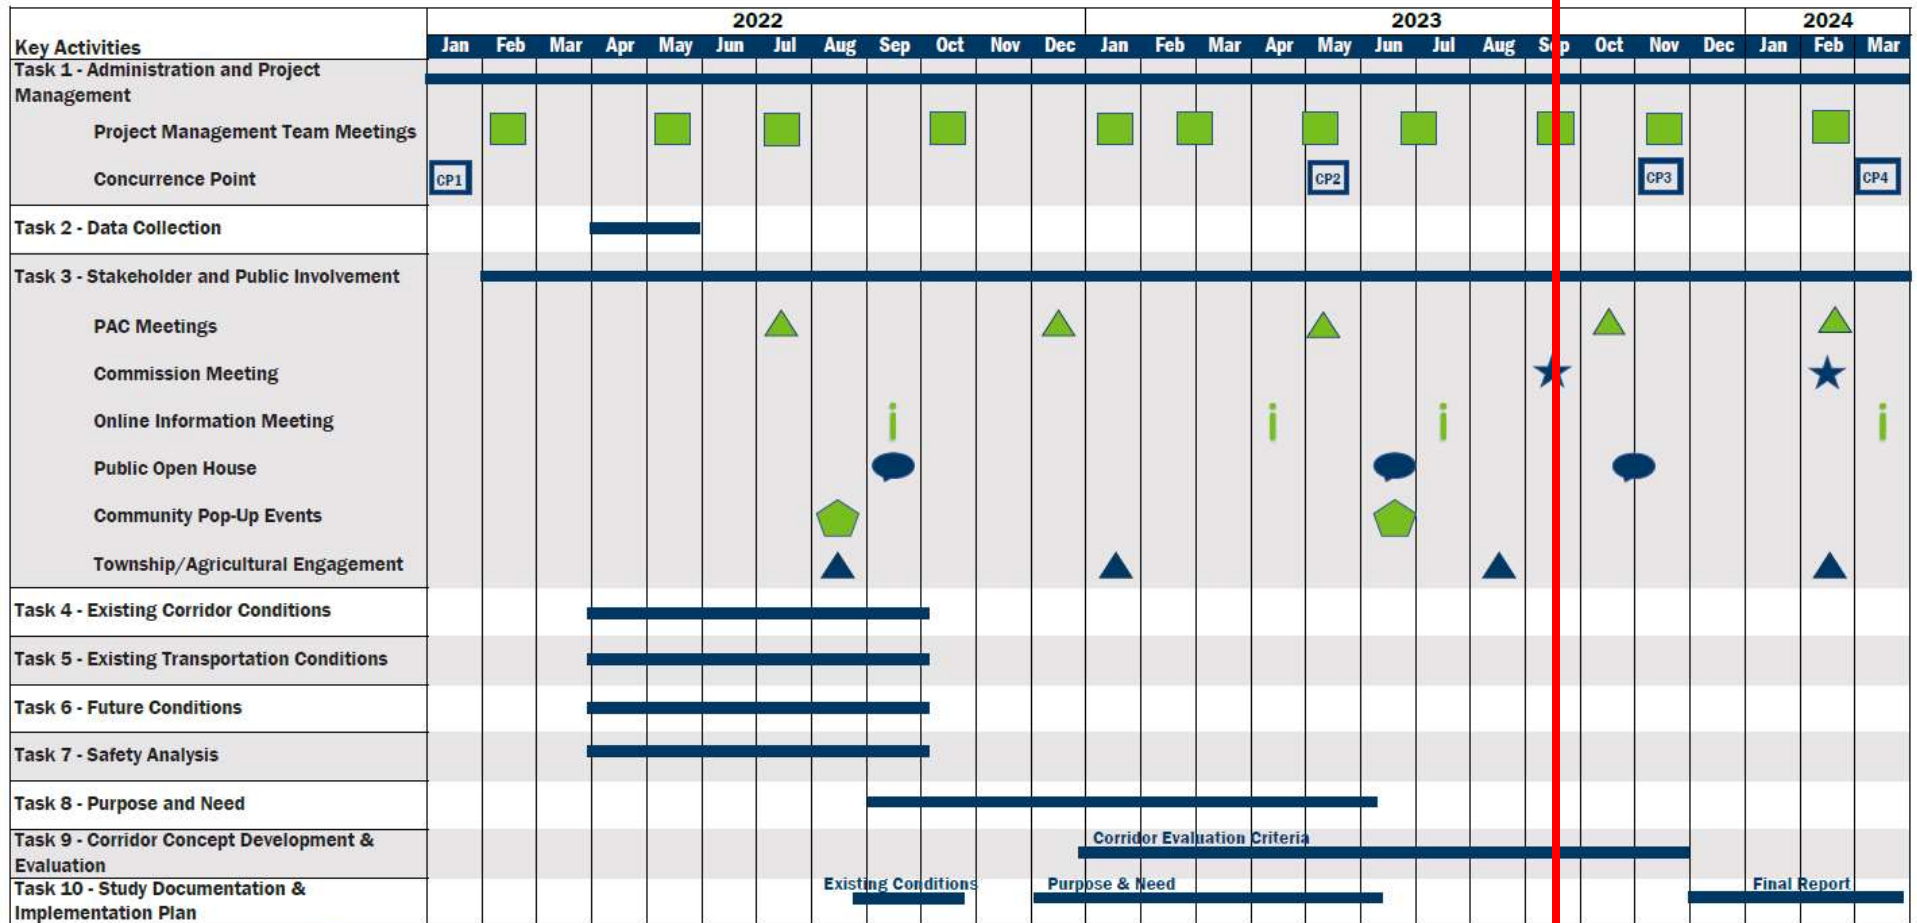 2022 2023 2024
Key Activities Jan Feb Mar Apr May Jun Jul Aug Sep Oct Nov Dec Jan Feb Mar Apr May Jun Jul Aug Sep Oct Nov Dec Jan Feb Mar
Task 1 - Administration and Project
Management
Project Management Team Meetings
Concurrence Point CP1 CP2 CP3 CP4
Task 2 - Data Collection
Task 3 - Stakeholder and Public Involvement
PAC Meetings
Commission Meeting
Online Information Meeting i i i i
Public Open House
Community Pop-Up Events
Township/Agricultural Engagement
Task 4 - Existing Corridor Conditions
Task 5 - Existing Transportation Conditions
Task 6 - Future Conditions
Task 7 - Safety Analysis
Task 8 - Purpose and Need
Task 9 - Corridor Concept Development & Corridor Evaluation Criteria
Evaluation
Task 10 - Study Documentation & Existing Conditions Purpose & Need Final Report
Implementation Plan